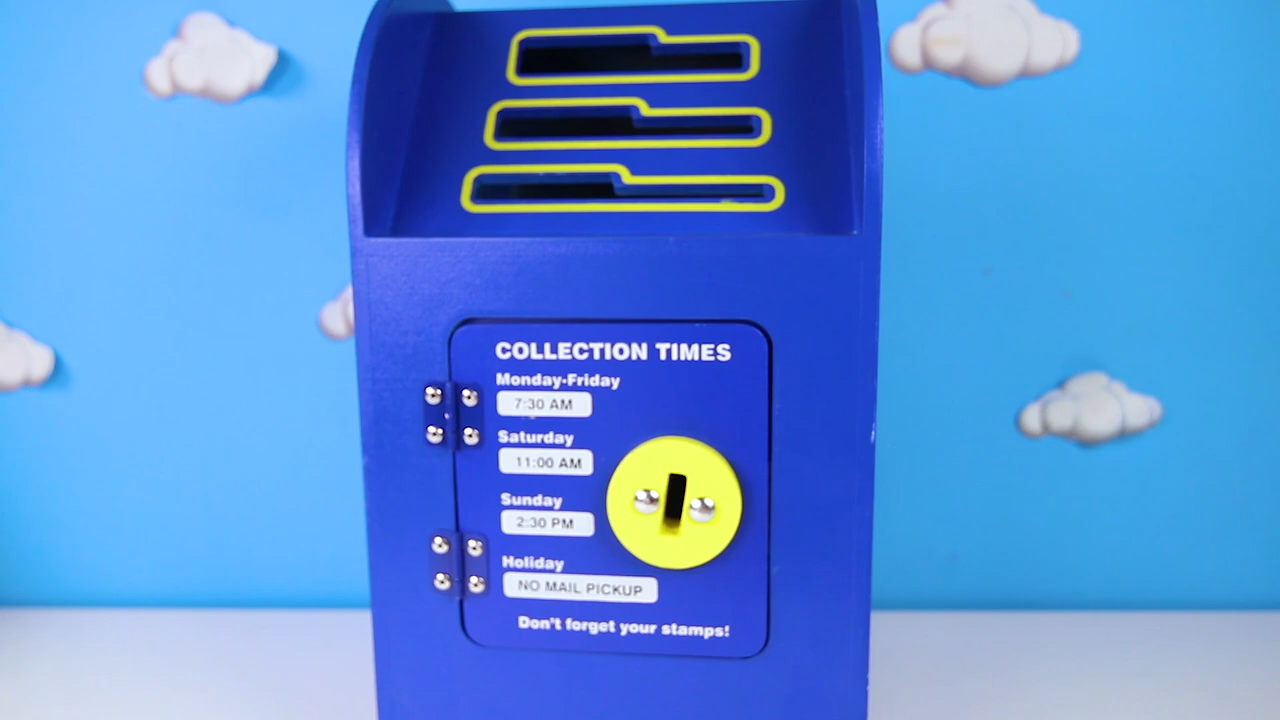 COLLECTION TIMES
Monday-Friday
7:30 AM
Saturday
11:00 AM
Sunday
2:30 PM
Holiday
NO MAIL PICKUP
Don't forget your stamps!